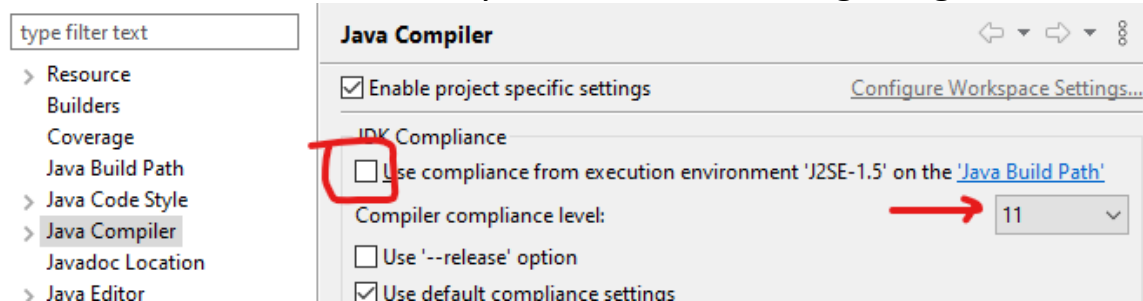 type filter text
Resource
Builders
Coverage
Java Build Path
Java Code Style
Java Compiler
Javadoc Location
Java Editor
Java Compiler
Enable project specific settings
Configure Workspace Settings...
JDK Compliance
Use compliance from execution environment 'J2SE-1.5' on the 'Java Build Path'
Compiler compliance level:
11
Use '--release' option
Use default compliance settings